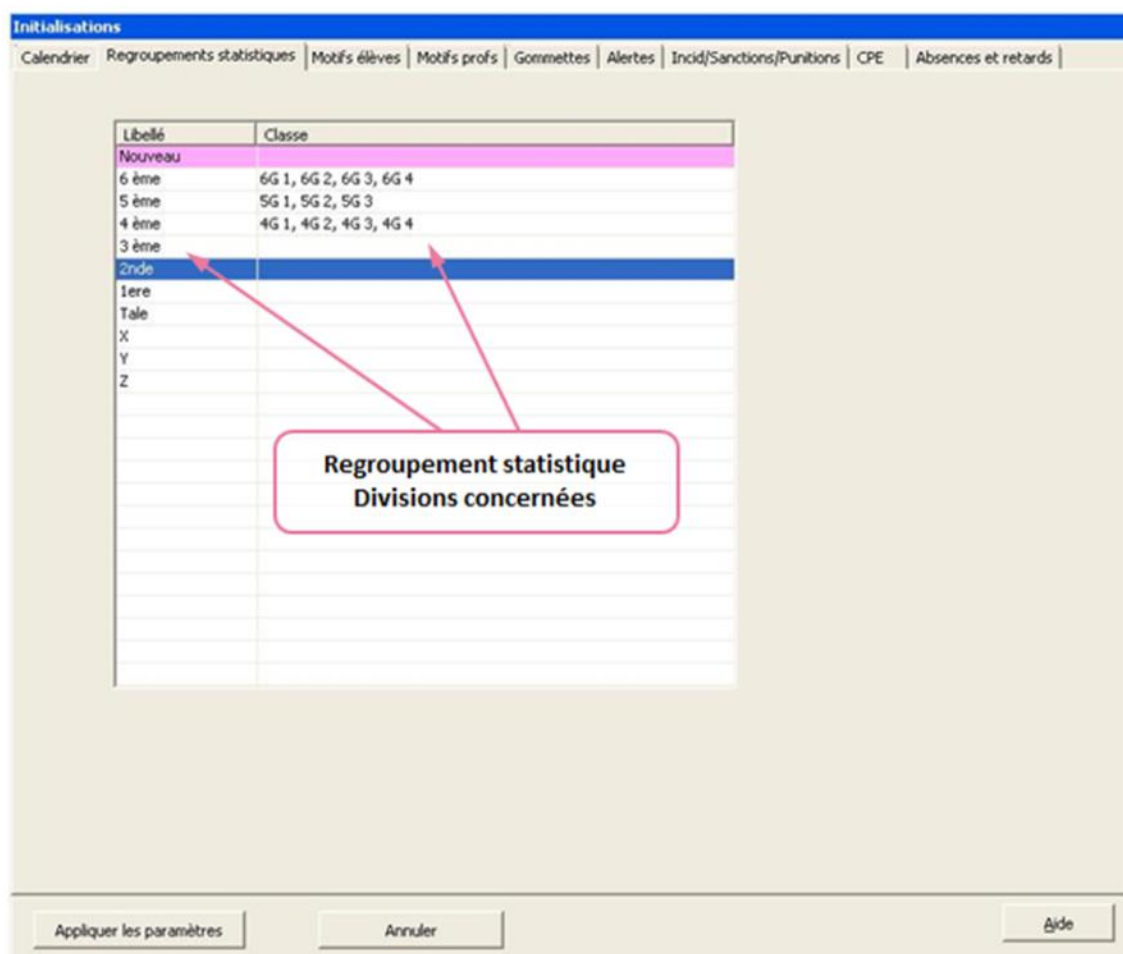 Initialisations
Calendrier Regroupements statistiques Motifs élèves Motifs profs Gommettes Alertes Incid/Sanctions/Punitions CPE Absences et retards
Libellé Classe
Nouveau
6 ème 6G 1, 6G 2, 6G 3, 6G 4
5 ème 5G 1, 5G 2, 5G 3
4 ème 4G 1, 4G 2, 4G 3, 4G 4
3 ème
2nde
1ere
Tale
X
Y
Z
Regroupement statistique
Divisions concernées
Appliquer les paramètres Annuler Aide